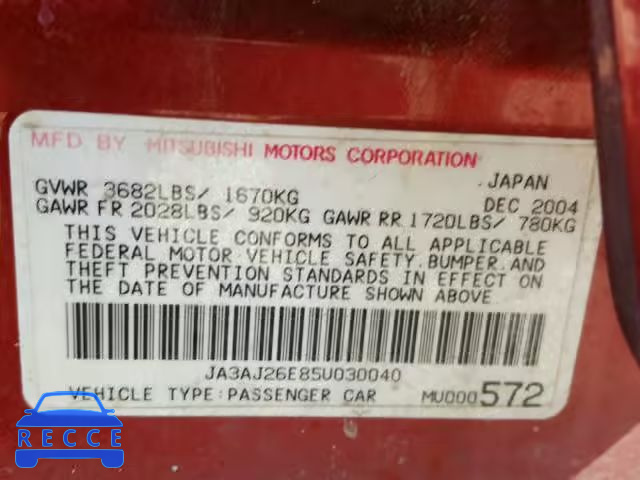 MFD BY MITSUBISHI MOTORS CORPORATION
JAPAN
GVWR 3682LBS/ 1670KG DEC 2004
GAWR FR 2028LBS/ 920KG GAWR RR 1720LBS/ 780KG
THIS VEHICLE CONFORMS TO ALL APPLICABLE
FEDERAL MOTOR VEHICLE SAFETY, BUMPER, AND
THEFT PREVENTION STANDARDS IN EFFECT ON
THE DATE OF MANUFACTURE SHOWN ABOVE
JA3AJ26E85U030040
VEHICLE TYPE:PASSENGER CAR MU000572
RECCE